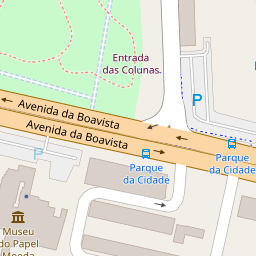 Entrada
das Colunas.
P
Avenida da Boavista
Avenida da Boavista
P
Parque
da Cidade
Parque
da Cidade
Museu
do Papel
Moeda